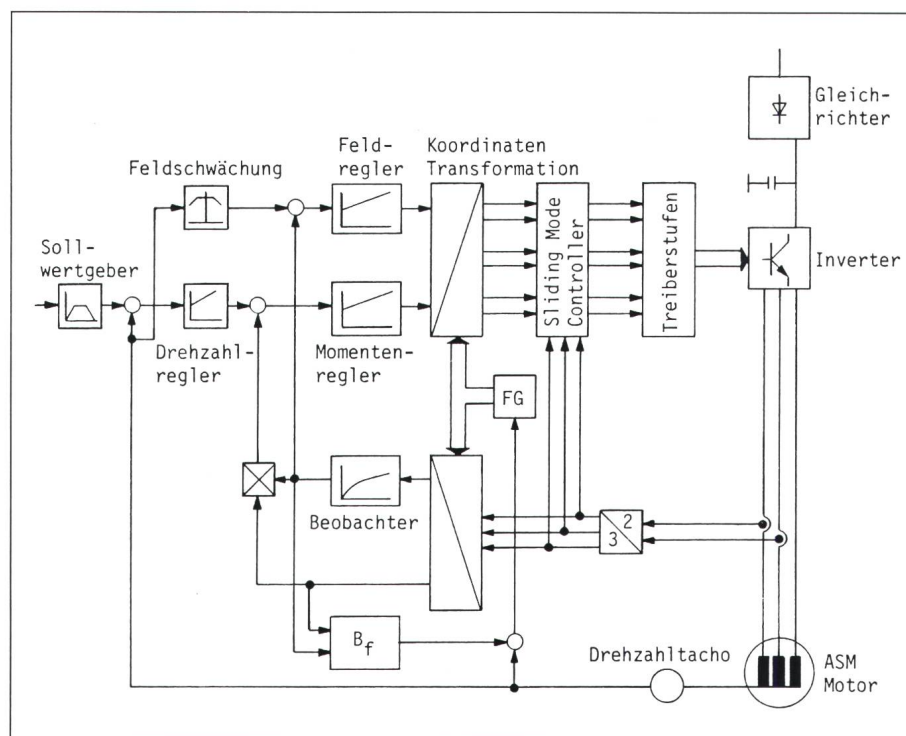 Gleich-
richter
Feldschwächung
Feld-
regler
Koordinaten
Transformation
Soll-
wertgeber
Sliding Mode
Controller
Treiberstufen
Inverter
Drehzahl-
regler
Momenten-
regler
FG
Beobachter
2
3
Bf
Drehzahltacho
ASM
Motor